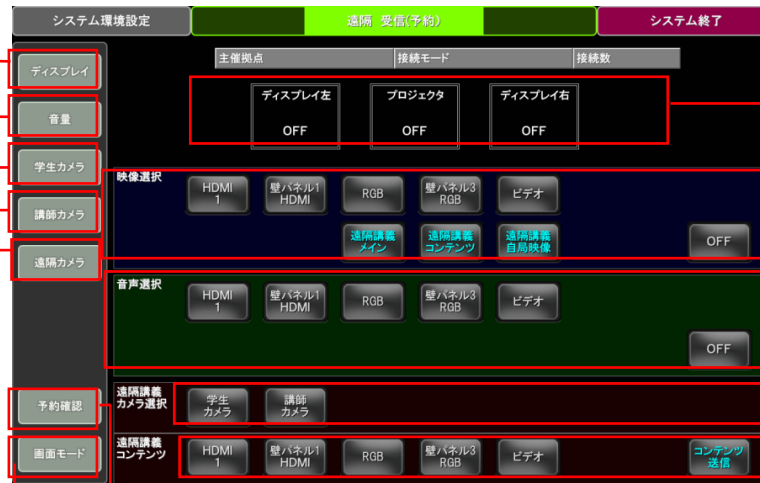 システム環境設定
遠隔 受信(予約)
システム終了
主催拠点
接続モード
接続数
ディスプレイ
音量
学生カメラ
講師カメラ
遠隔カメラ
予約確認
画面モード
ディスプレイ左
OFF
プロジェクタ
OFF
ディスプレイ右
OFF
映像選択
HDMI
1
壁パネル1
HDMI
RGB
壁パネル3
RGB
ビデオ
遠隔講義
メイン
遠隔講義
コンテンツ
遠隔講義
自局映像
OFF
音声選択
HDMI
1
壁パネル1
HDMI
RGB
壁パネル3
RGB
ビデオ
OFF
遠隔講義
カメラ選択
学生
カメラ
講師
カメラ
遠隔講義
コンテンツ
HDMI
1
壁パネル1
HDMI
RGB
壁パネル3
RGB
ビデオ
コンテンツ
送信